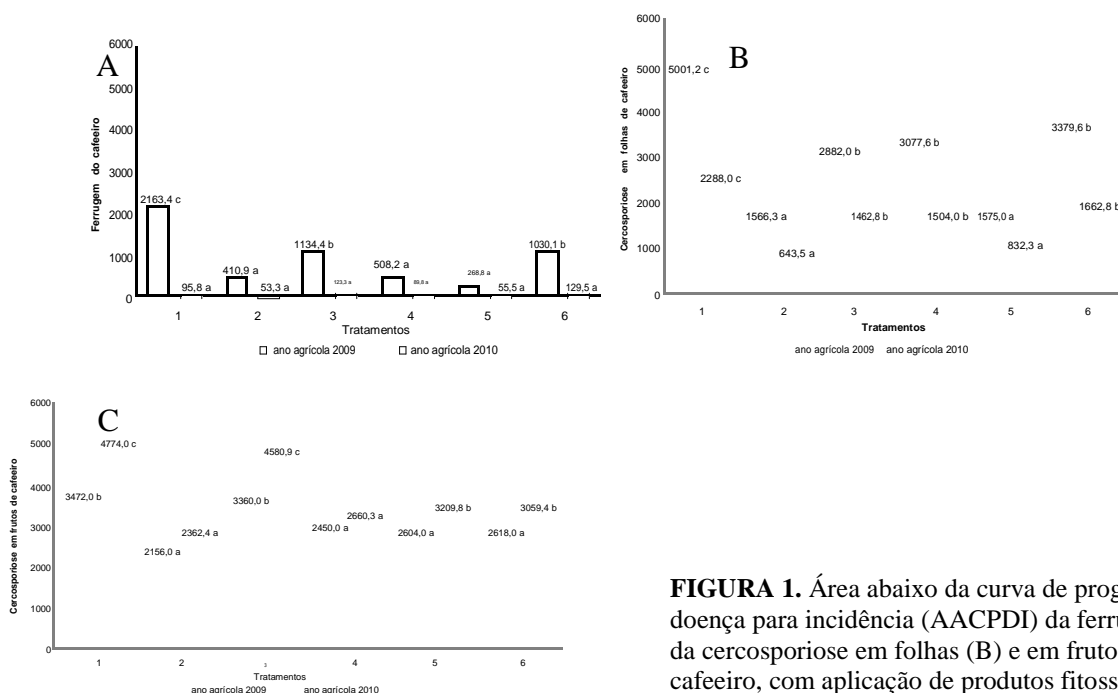 A
Ferrugem do cafeeiro
6000
5000
4000
3000
2000
1000
0
2163,4 c
95,8 a
410,9 a
53,3 a
1134,4 b
123,3 a
508,2 a
89,8 a
268,8 a
55,5 a
1030,1 b
129,5 a
1 2 3 4 5 6
Tratamentos
ano agrícola 2009 ano agrícola 2010
B
Cercosporiose em folhas de cafeeiro
6000
5000
4000
3000
2000
1000
0
5001,2 c
2288,0 c
1566,3 a
643,5 a
2882,0 b
1462,8 b
3077,6 b
1504,0 b
1575,0 a
832,3 a
3379,6 b
1662,8 b
1 2 3 4 5 6
Tratamentos
ano agrícola 2009 ano agrícola 2010
C
Cercosporiose em frutos de cafeeiro
6000
5000
4000
3000
2000
1000
0
3472,0 b
4774,0 c
2156,0 a
2362,4 a
3360,0 b
4580,9 c
2450,0 a
2660,3 a
2604,0 a
3209,8 b
2618,0 a
3059,4 b
1 2 3 4 5 6
Tratamentos
ano agrícola 2009 ano agrícola 2010
FIGURA 1. Área abaixo da curva de prog
doença para incidência (AACPDI) da ferru
da cercosporiose em folhas (B) e em fruto
cafeeiro, com aplicação de produtos fitoss